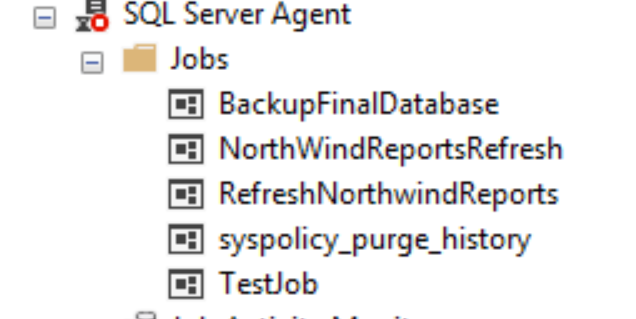 SQL Server Agent
Jobs
BackupFinalDatabase
NorthWindReportsRefresh
RefreshNorthwindReports
syspolicy_purge_history
TestJob